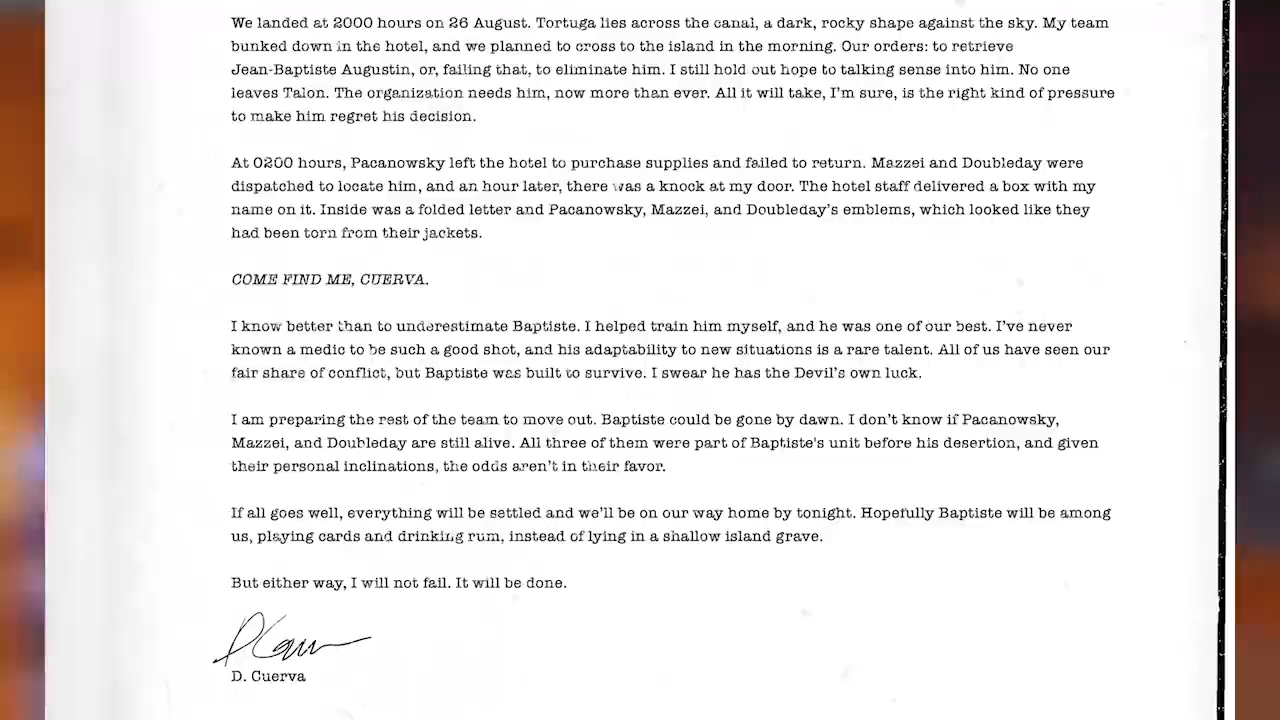 We landed at 2000 hours on 26 August. Tortuga lies across the canal, a dark, rocky shape against the sky. My team
bunked down in the hotel, and we planned to cross to the island in the morning. Our orders: to retrieve
Jean-Baptiste Augustin, or, failing that, to eliminate him. I still hold out hope to talking sense into him. No one
leaves Talon. The organization needs him, now more than ever. All it will take, I'm sure, is the right kind of pressure
to make him regret his decision.
At 0200 hours, Pacanowsky left the hotel to purchase supplies and failed to return. Mazzei and Doubleday were
dispatched to locate him, and an hour later, there was a knock at my door. The hotel staff delivered a box with my
name on it. Inside was a folded letter and Pacanowsky, Mazzei, and Doubleday's emblems, which looked like they
had been torn from their jackets.
COME FIND ME, CUERVA.
I know better than to underestimate Baptiste. I helped train him myself, and he was one of our best. I've never
known a medic to be such a good shot, and his adaptability to new situations is a rare talent. All of us have seen our
fair share of conflict, but Baptiste was built to survive. I swear he has the Devil's own luck.
I am preparing the rest of the team to move out. Baptiste could be gone by dawn. I don't know if Pacanowsky,
Mazzei, and Doubleday are still alive. All three of them were part of Baptiste's unit before his desertion, and given
their personal inclinations, the odds aren't in their favor.
If all goes well, everything will be settled and we'll be on our way home by tonight. Hopefully Baptiste will be among
us, playing cards and drinking rum, instead of lying in a shallow island grave.
But either way, I will not fail. It will be done.
D. Cuerva